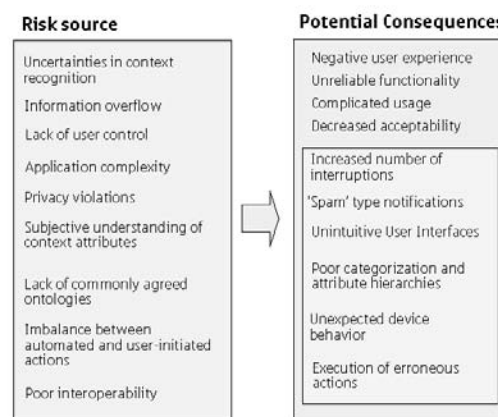 Risk source
Uncertainties in context
recognition
Information overflow
Lack of user control
Application complexity
Privacy violations
Subjective understanding of
context attributes
Lack of commonly agreed
ontologies
Imbalance between
automated and user-initiated
actions
Poor interoperability
Potential Consequences
Negative user experience
Unreliable functionality
Complicated usage
Decreased acceptability
Increased number of
interruptions
'Spam' type notifications
Unintuitive User Interfaces
Poor categorization and
attribute hierarchies
Unexpected device
behavior
Execution of erroneous
actions